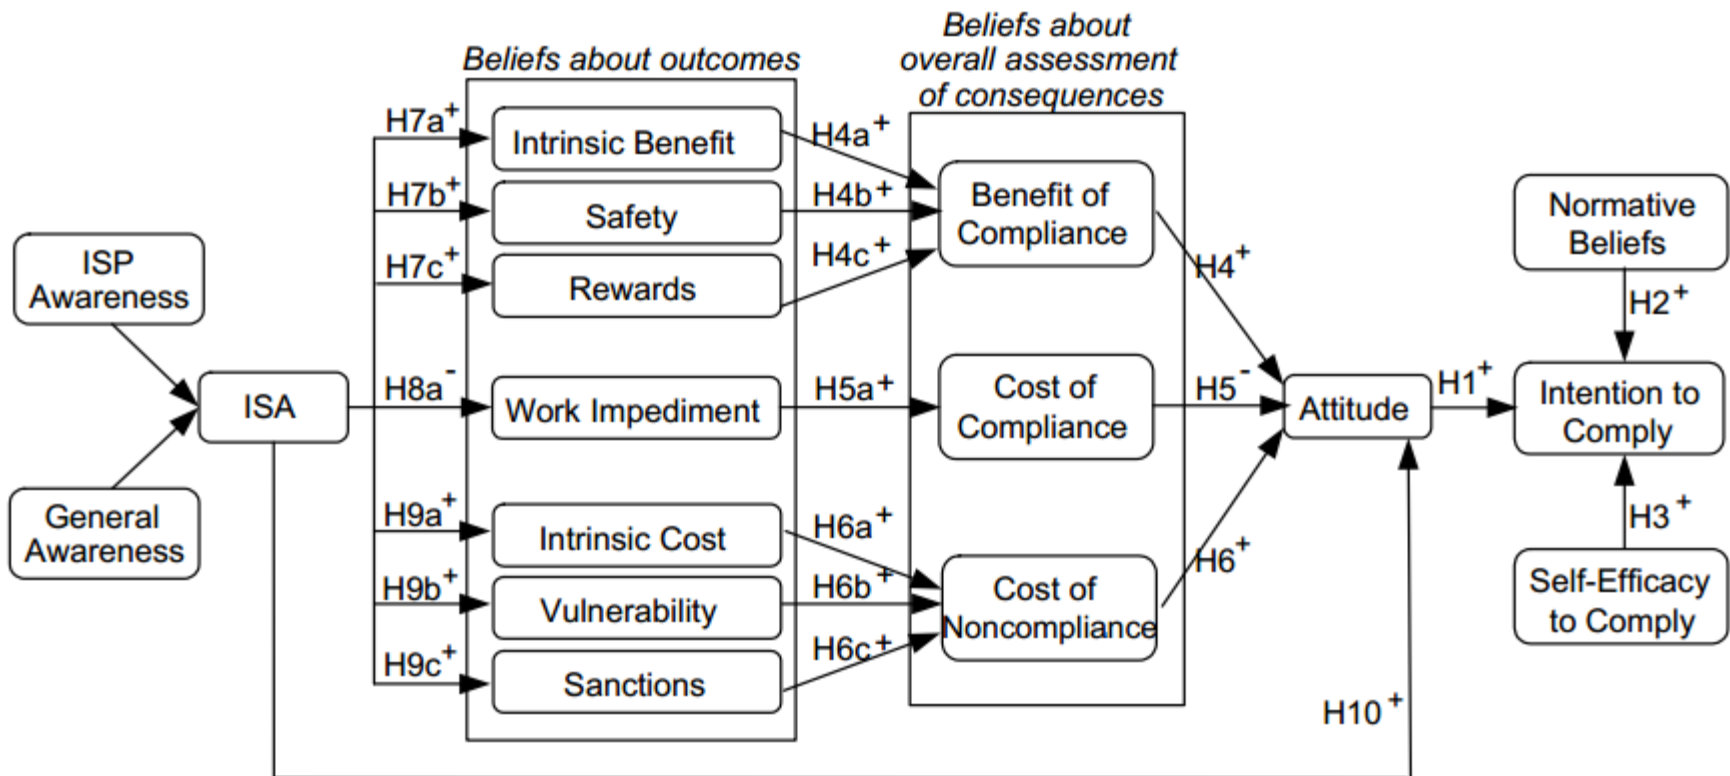 Beliefs about outcomes
Beliefs about
overall assessment
of consequences
ISP
Awareness
General
Awareness
ISA
H7a+
H7b+
H7c+
H8a-
H9a+
H9b+
H9c+
Intrinsic Benefit
Safety
Rewards
Work Impediment
Intrinsic Cost
Vulnerability
Sanctions
H4a+
H4b+
H4c+
H5a+
H6a+
H6b+
H6c+
Benefit of
Compliance
Cost of
Compliance
Cost of
Noncompliance
H4+
H5-
H6+
Attitude
H10+
H1+
Normative
Beliefs
H2+
Intention to
Comply
H3+
Self-Efficacy
to Comply